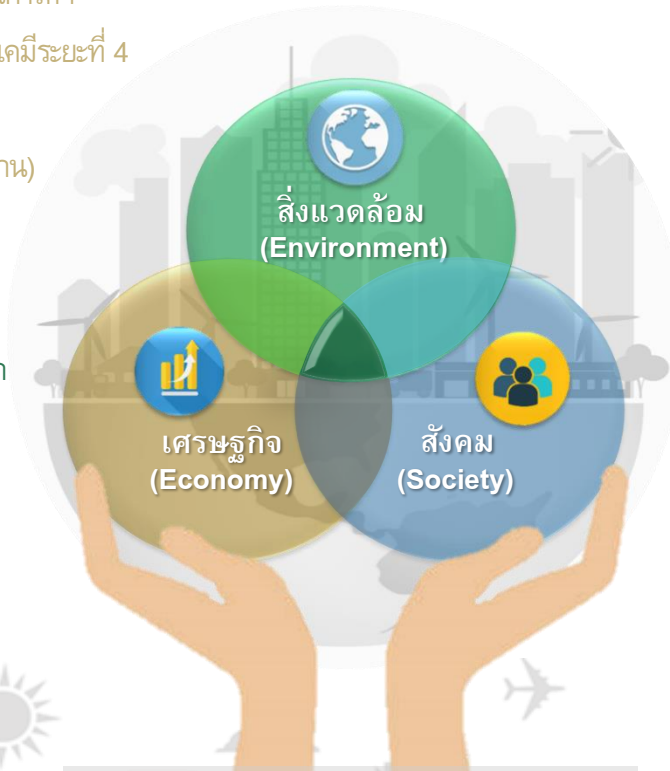 เคมีระยะที่ 4
สิ่งแวดล้อม
(Environment)
เศรษฐกิจ
(Economy)
สังคม
(Society)